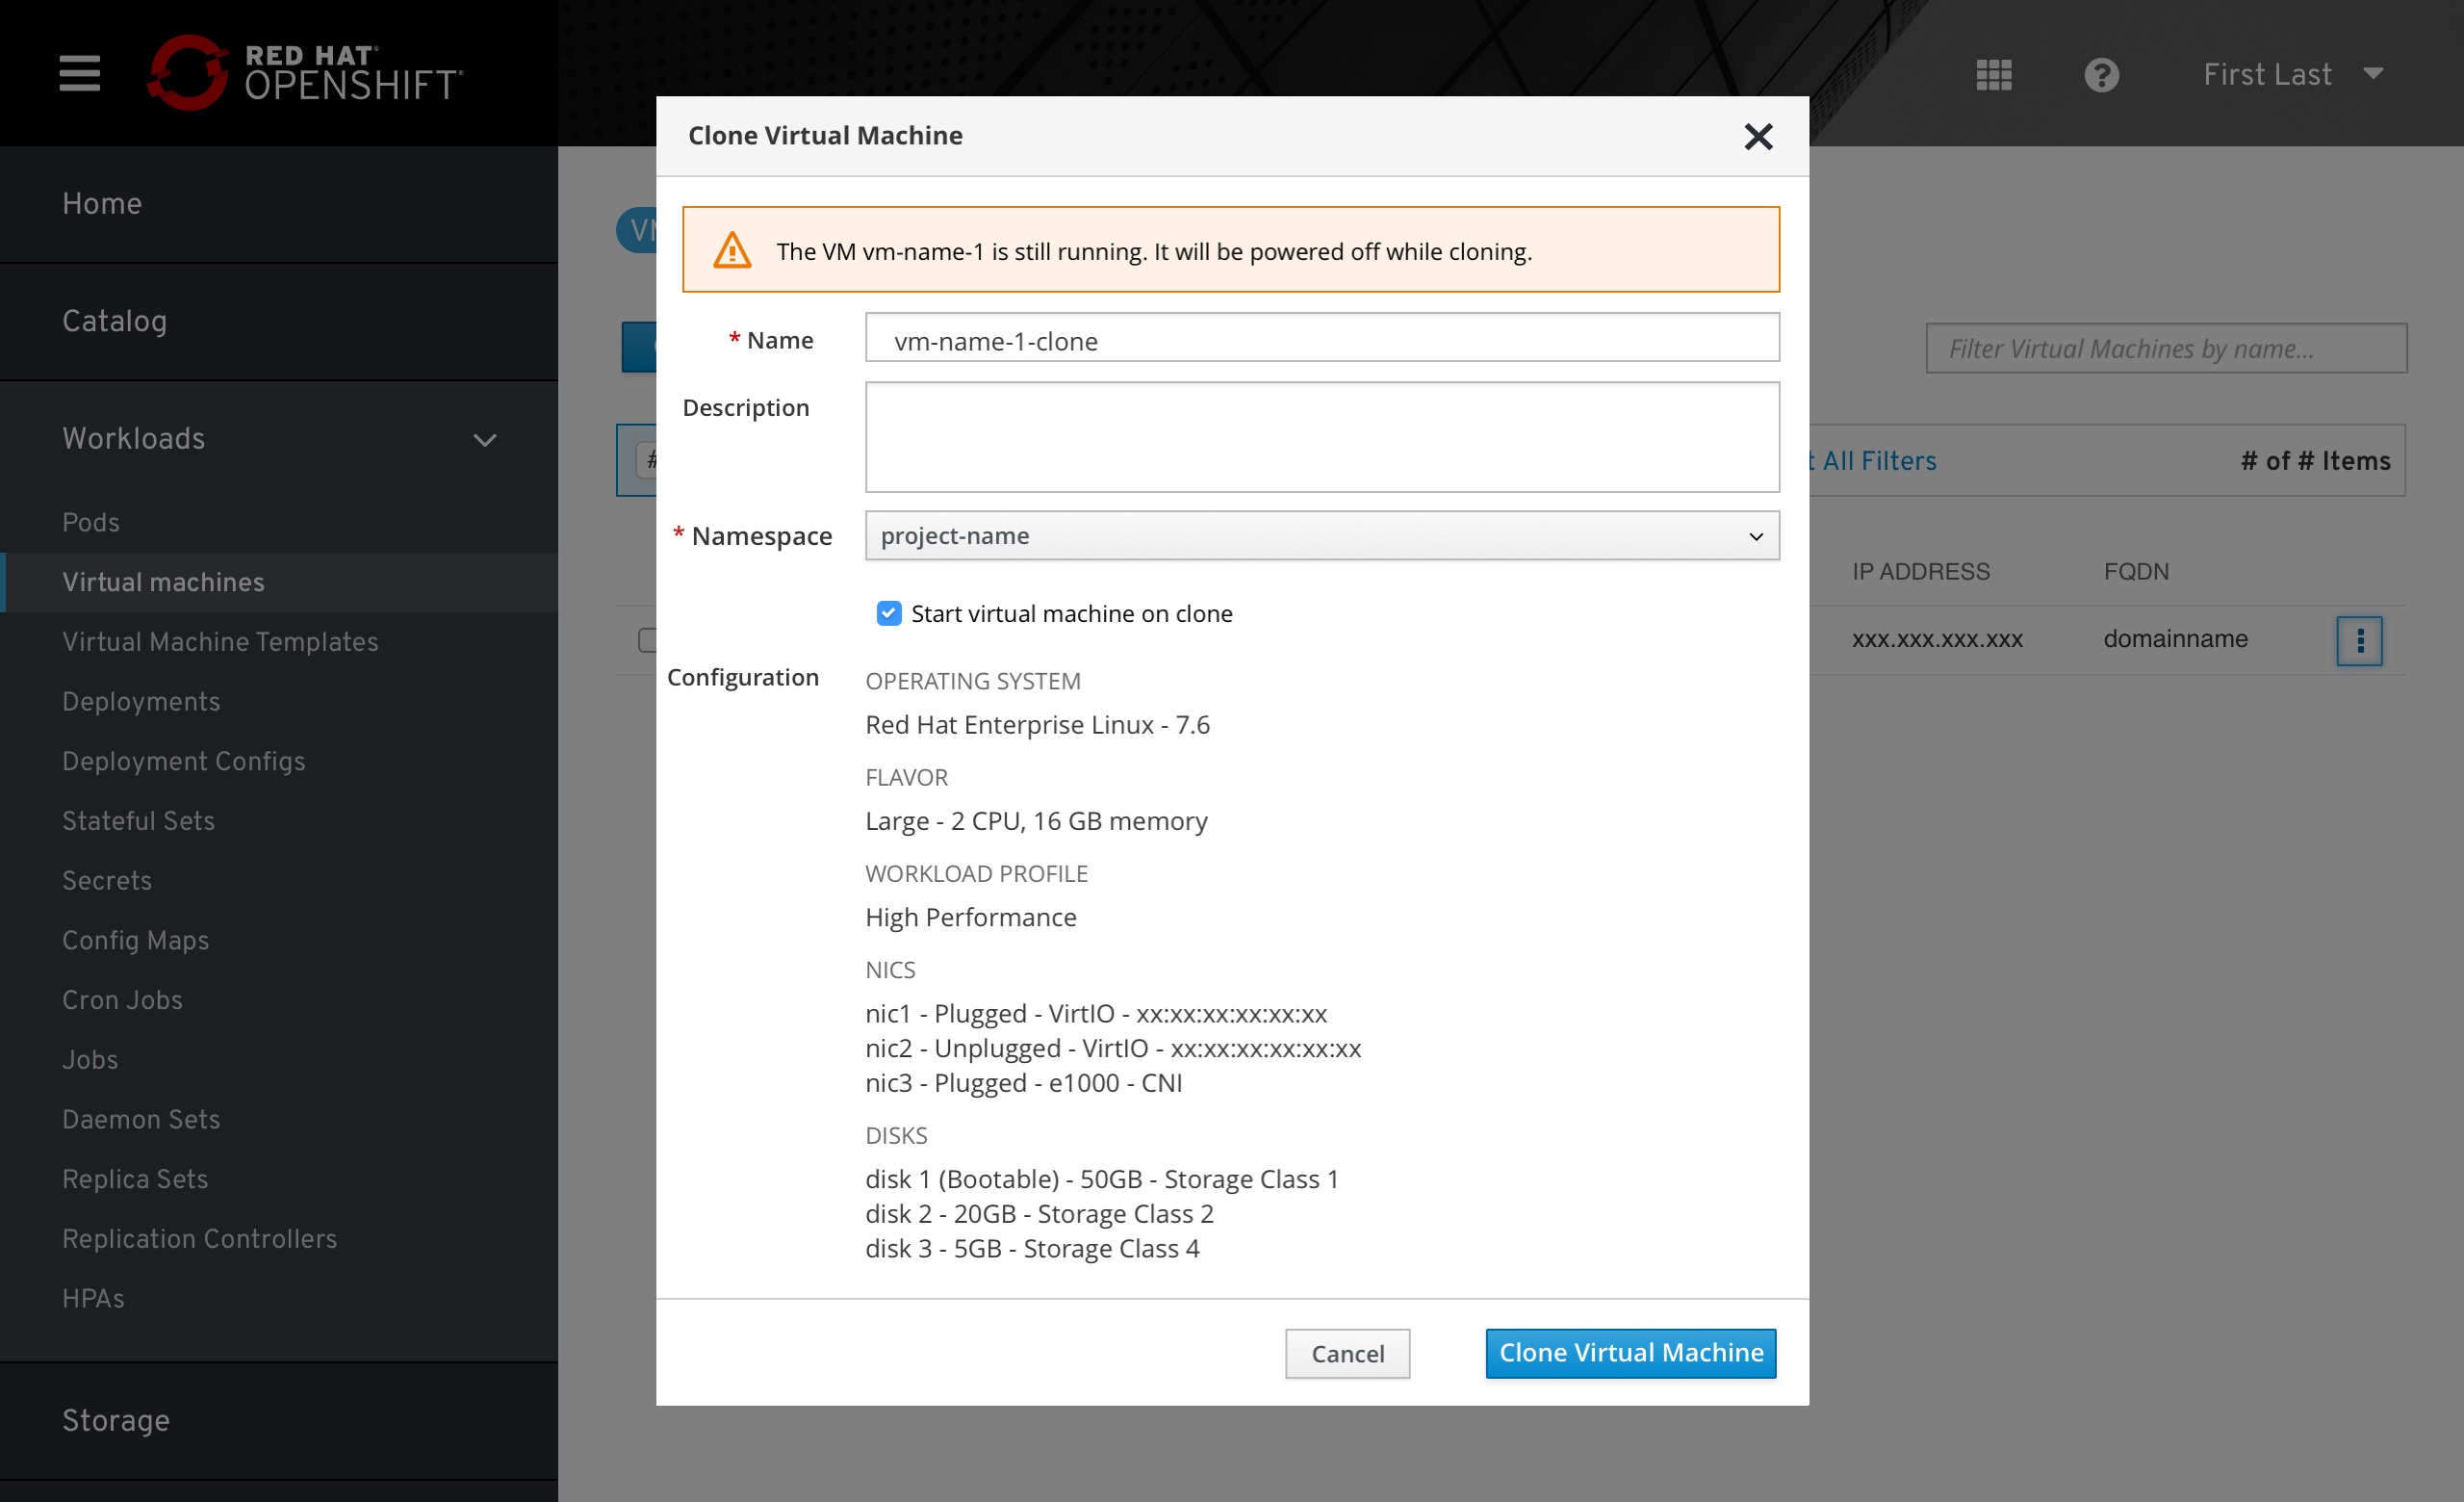 RED HAT®
OPENSHIFT®
First Last
Home
Catalog
Workloads
Pods
Virtual machines
Virtual Machine Templates
Deployments
Deployment Configs
Stateful Sets
Secrets
Config Maps
Cron Jobs
Jobs
Daemon Sets
Replica Sets
Replication Controllers
HPAs
Storage
Clone Virtual Machine
The VM vm-name-1 is still running. It will be powered off while cloning.
* Name
vm-name-1-clone
Description
* Namespace
project-name
Start virtual machine on clone
Configuration
OPERATING SYSTEM
Red Hat Enterprise Linux - 7.6
FLAVOR
Large - 2 CPU, 16 GB memory
WORKLOAD PROFILE
High Performance
NICS
nic1 - Plugged - VirtIO - xx:xx:xx:xx:xx:xx
nic2 - Unplugged - VirtIO - xx:xx:xx:xx:xx:xx
nic3 - Plugged - e1000 - CNI
DISKS
disk 1 (Bootable) - 50GB - Storage Class 1
disk 2 - 20GB - Storage Class 2
disk 3 - 5GB - Storage Class 4
Cancel
Clone Virtual Machine
Filter Virtual Machines by name...
#
All Filters
# of # Items
IP ADDRESS
FQDN
xxx.xxx.xxx.xxx
domainname